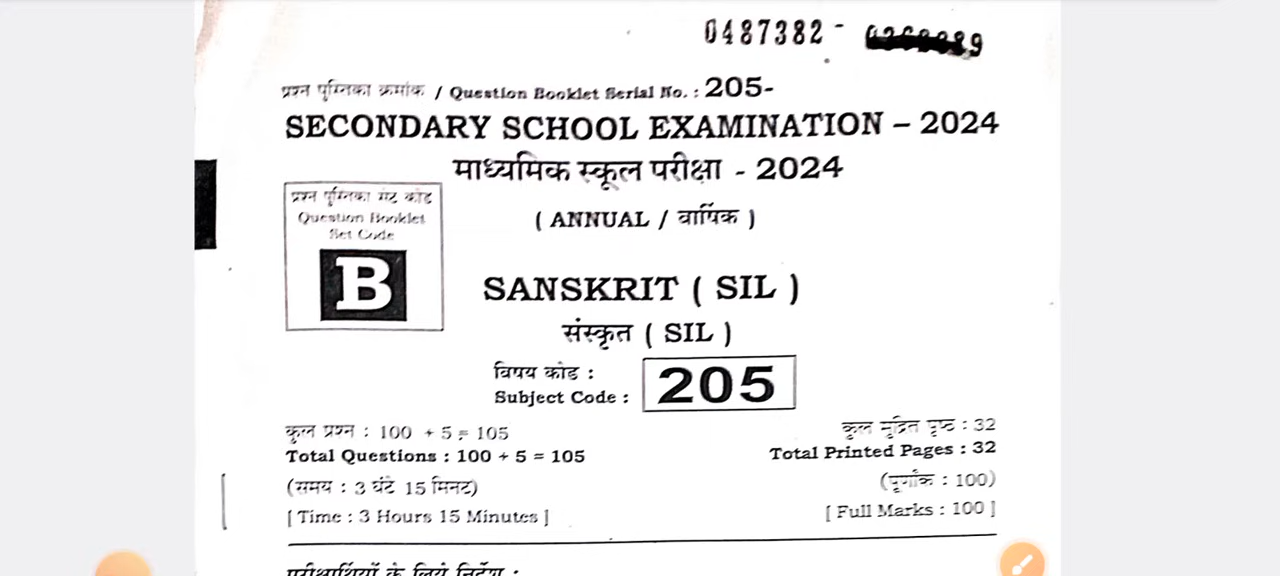 0487382 -
प्रश्न पुस्तिका क्रमांक / Question Booklet Serial No. : 205-
SECONDARY SCHOOL EXAMINATION – 2024
माध्यमिक स्कूल परीक्षा - 2024
प्रश्न पुस्तिका सेट कोड
Question Booklet
Set Code
B
( ANNUAL / वार्षिक )
SANSKRIT ( SIL )
संस्कृत ( SIL )
विषय कोड :
Subject Code :
205
कुल प्रश्न : 100 + 5 = 105
Total Questions : 100 + 5 = 105
(समय : 3 घंटे 15 मिनट)
[ Time : 3 Hours 15 Minutes ]
कुल मुद्रित पृष्ठ : 32
Total Printed Pages : 32
(पूर्णांक : 100)
[ Full Marks : 100 ]
परीक्षार्थियों के लिये निर्देश :